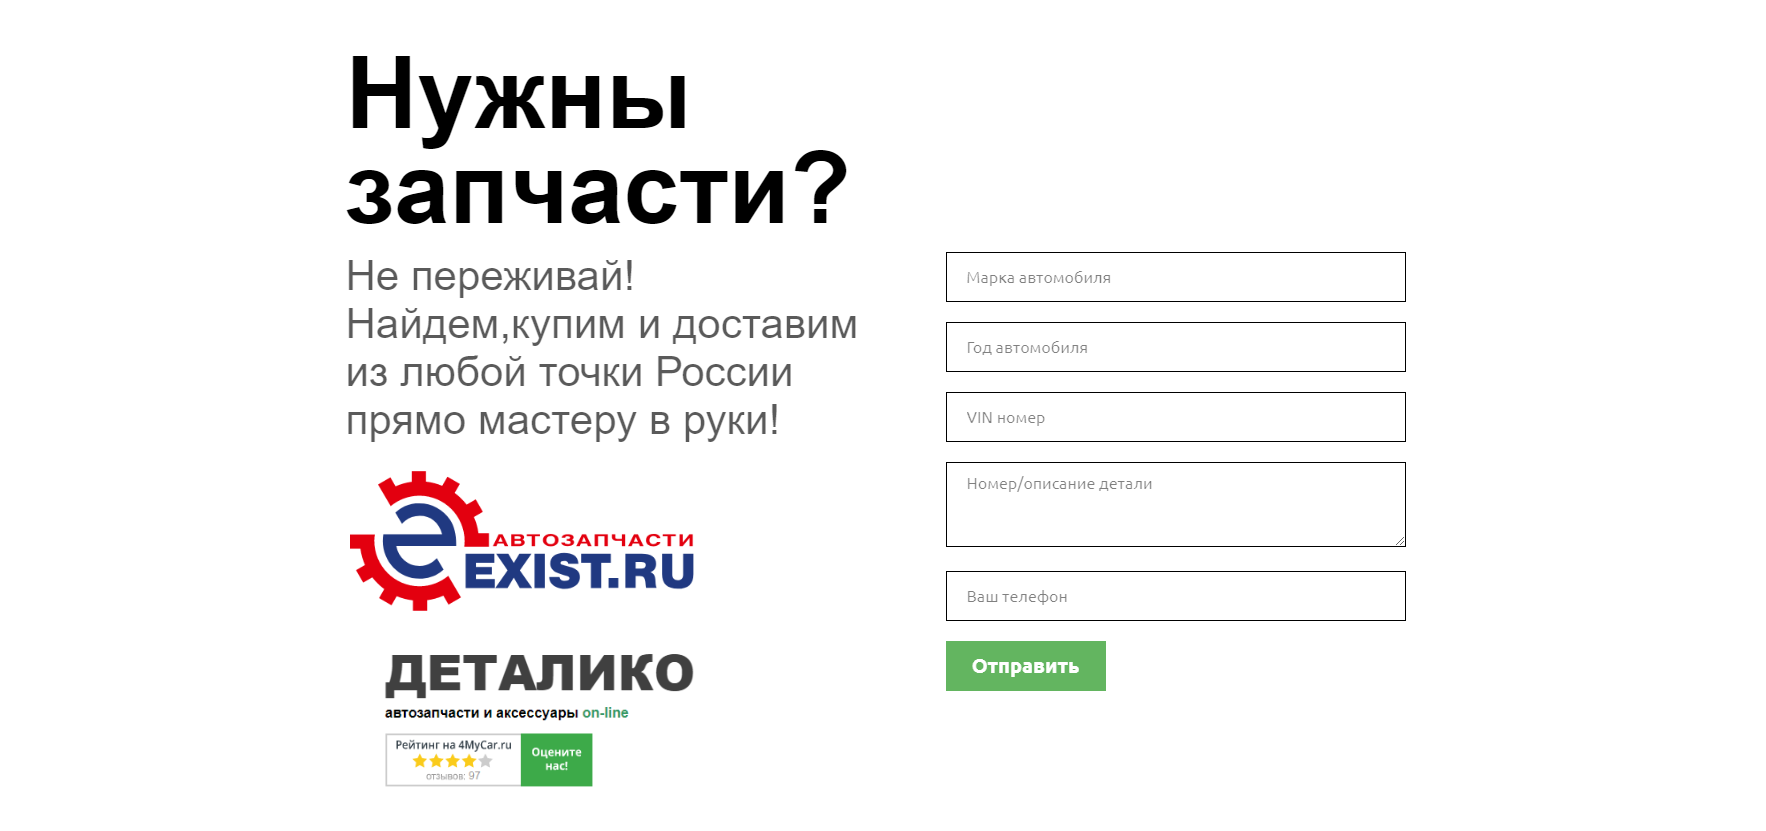 Нужны
запчасти?
Не переживай!
Найдем,купим и доставим
из любой точки России
прямо мастеру в руки!
АВТОЗАПЧАСТИ
EXIST.RU
ДЕТАЛИКО
автозапчасти и аксессуары on-line
Рейтинг на 4MyCar.ru
отзывов: 97
Оцените
нас!
Марка автомобиля
Год автомобиля
VIN номер
Номер/описание детали
Ваш телефон
Отправить